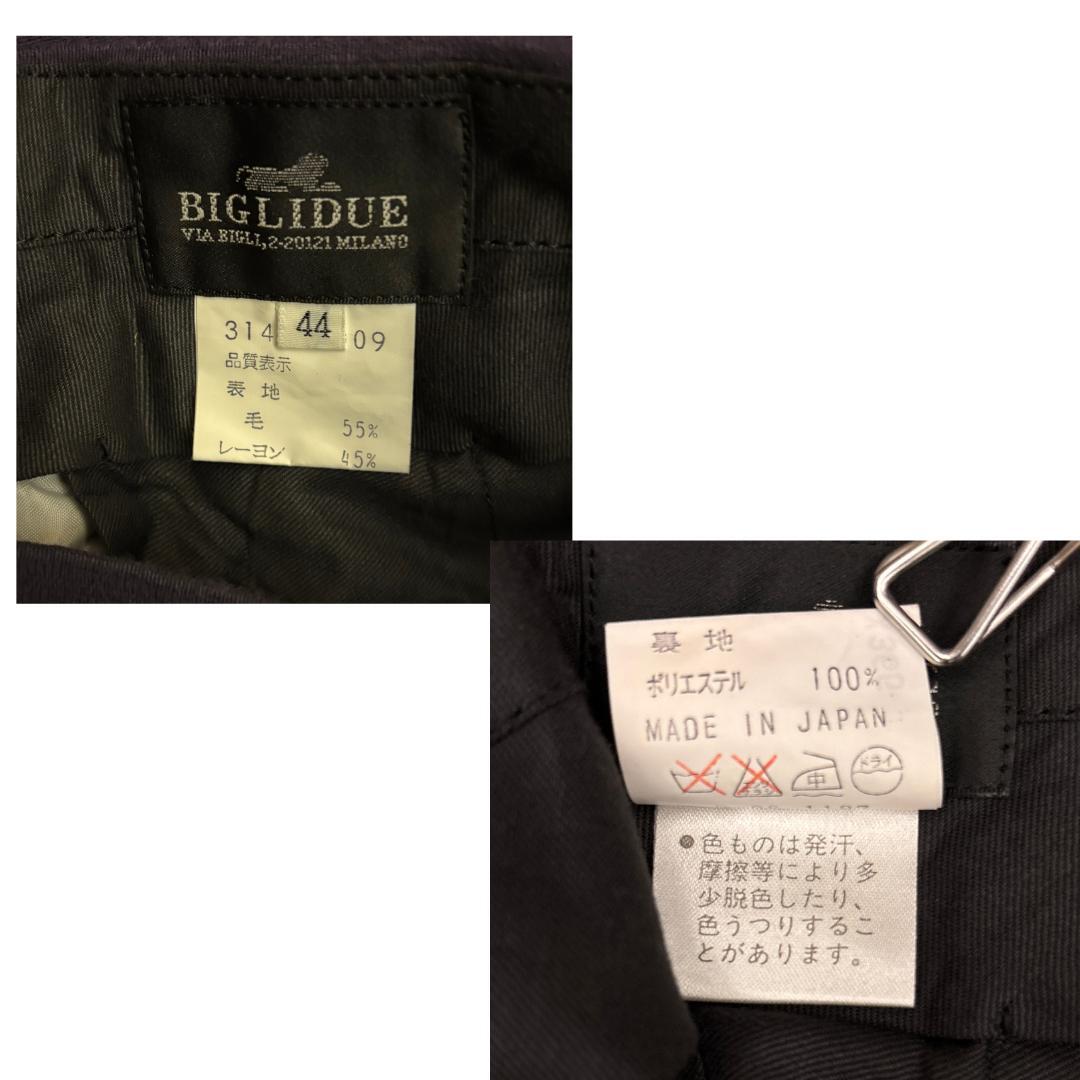 BIGLIDUE
VIA BIGLI,2-20121 MILANO
314 44 09
品質表示
表 地
毛 55%
レーヨン 45%
裏 地
ポリエステル 100%
MADE IN JAPAN
中 ドライ
●色ものは発汗、
摩擦等により多
少脱色したり、
色うつりするこ
とがあります。